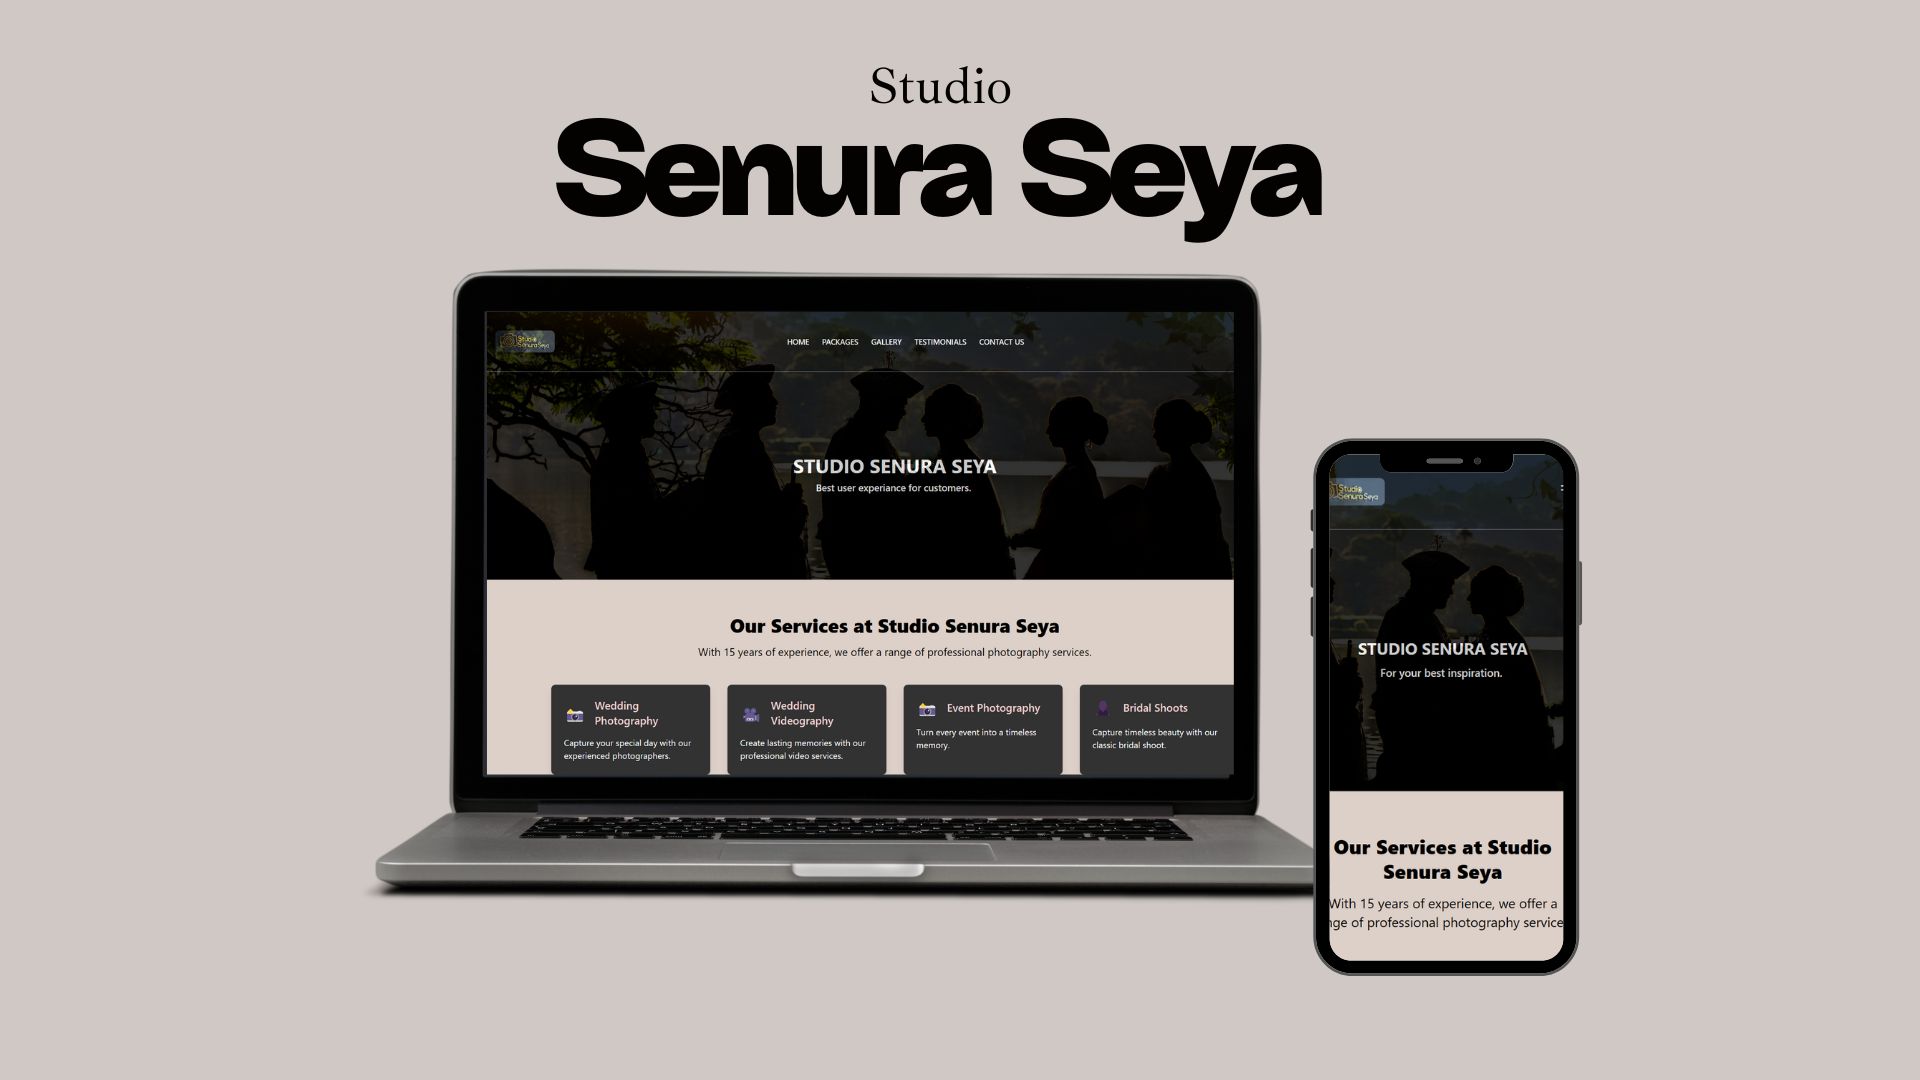 Studio
Senura Seya
Studio
Senura Seya
HOME PACKAGES GALLERY TESTIMONIALS CONTACT US
STUDIO SENURA SEYA
Best user experiance for customers.
Our Services at Studio Senura Seya
With 15 years of experience, we offer a range of professional photography services.
Wedding
Photography
Capture your special day with our
experienced photographers.
Wedding
Videography
Create lasting memories with our
professional video services.
Event Photography
Turn every event into a timeless
memory.
Bridal Shoots
Capture timeless beauty with our
classic bridal shoot.
Studio
Senura Seya
STUDIO SENURA SEYA
For your best inspiration.
Our Services at Studio
Senura Seya
With 15 years of experience, we offer a
nge of professional photography service